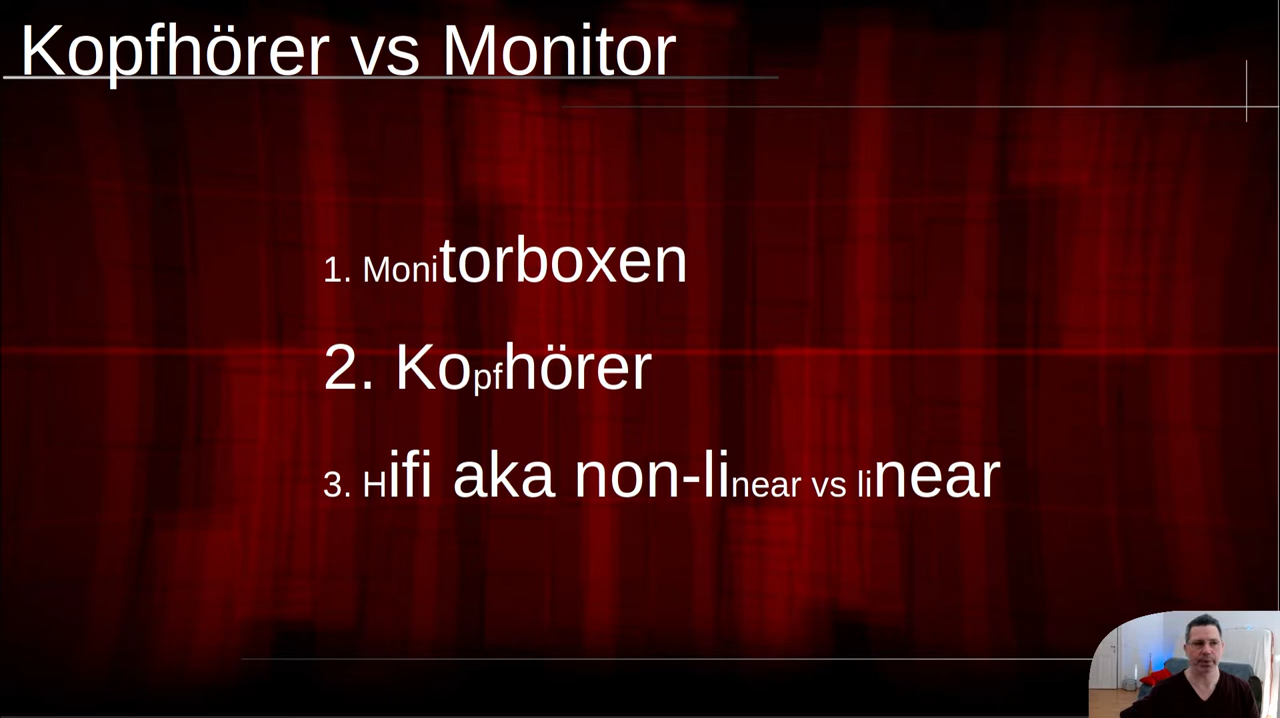 Kopfhörer vs Monitor
1. Monitorboxen
2. Kopfhörer
3. Hifi aka non-linear vs linear